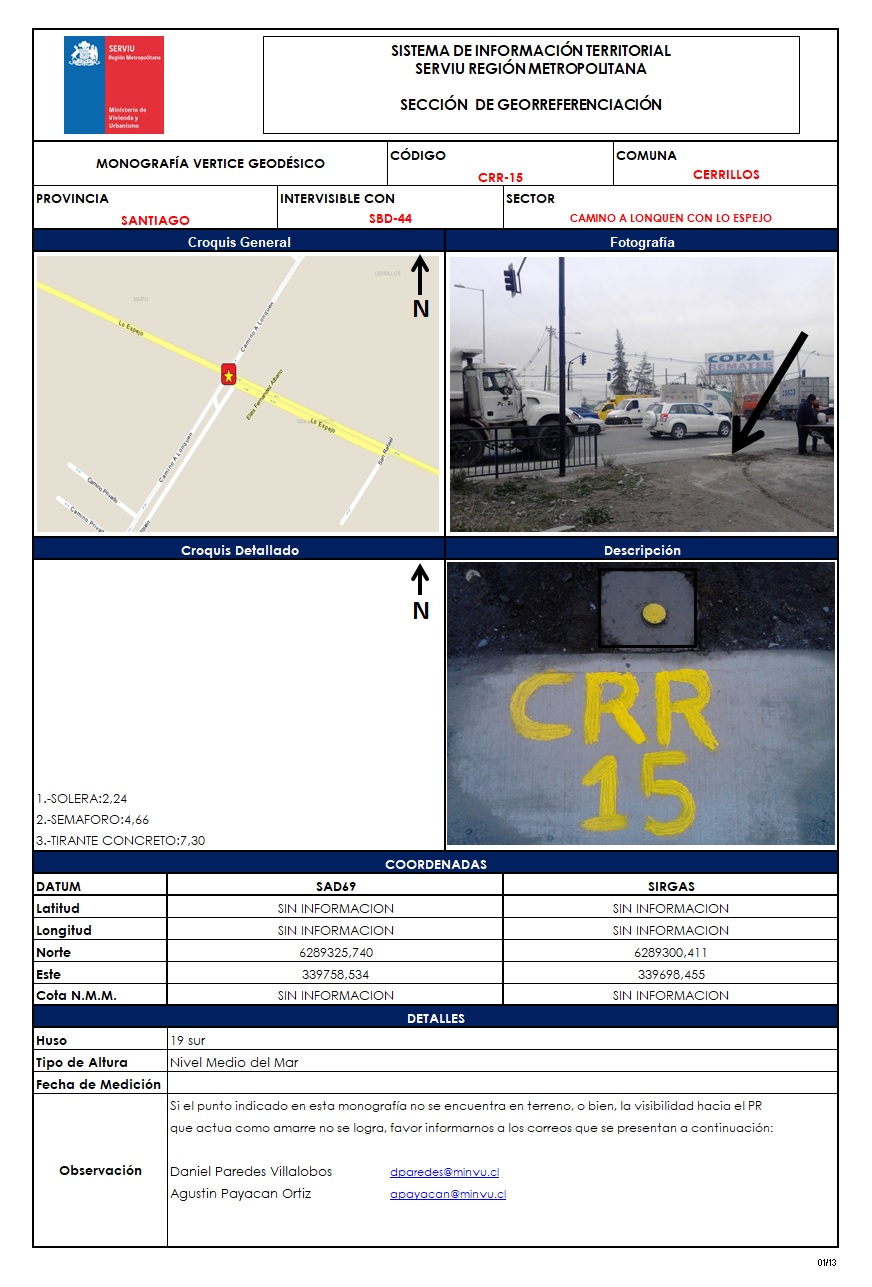 SERVIU
Región Metropolitana
Ministerio de
Vivienda y
Urbanismo
SISTEMA DE INFORMACIÓN TERRITORIAL
SERVIU REGIÓN METROPOLITANA
SECCIÓN DE GEORREFERENCIACIÓN
MONOGRAFÍA VERTICE GEODÉSICO
CÓDIGO
CRR-15
COMUNA
CERRILLOS
PROVINCIA
SANTIAGO
INTERVISIBLE CON
SBD-44
SECTOR
CAMINO A LONQUEN CON LO ESPEJO
Croquis General
Fotografía
CERRILLOS
MAIPU
N
Lo Espejo
Camino A Lonquen
Elias Fernandez Albano
Lo Espejo
Camino A Lonquen
San Rafael
Camino Privado
Camino Priva
COPAL
REMATES
Croquis Detallado
Descripción
N
CRR
15
1.-SOLERA:2,24
2.-SEMAFORO:4,66
3.-TIRANTE CONCRETO:7,30
COORDENADAS
DATUM SAD69 SIRGAS
Latitud SIN INFORMACION SIN INFORMACION
Longitud SIN INFORMACION SIN INFORMACION
Norte 6289325,740 6289300,411
Este 339758,534 339698,455
Cota N.M.M. SIN INFORMACION SIN INFORMACION
DETALLES
Huso 19 sur
Tipo de Altura Nivel Medio del Mar
Fecha de Medición
Observación
Si el punto indicado en esta monografía no se encuentra en terreno, o bien, la visibilidad hacia el PR
que actua como amarre no se logra, favor informarnos a los correos que se presentan a continuación:
Daniel Paredes Villalobos dparedes@minvu.cl
Agustin Payacan Ortiz apayacan@minvu.cl
01/13